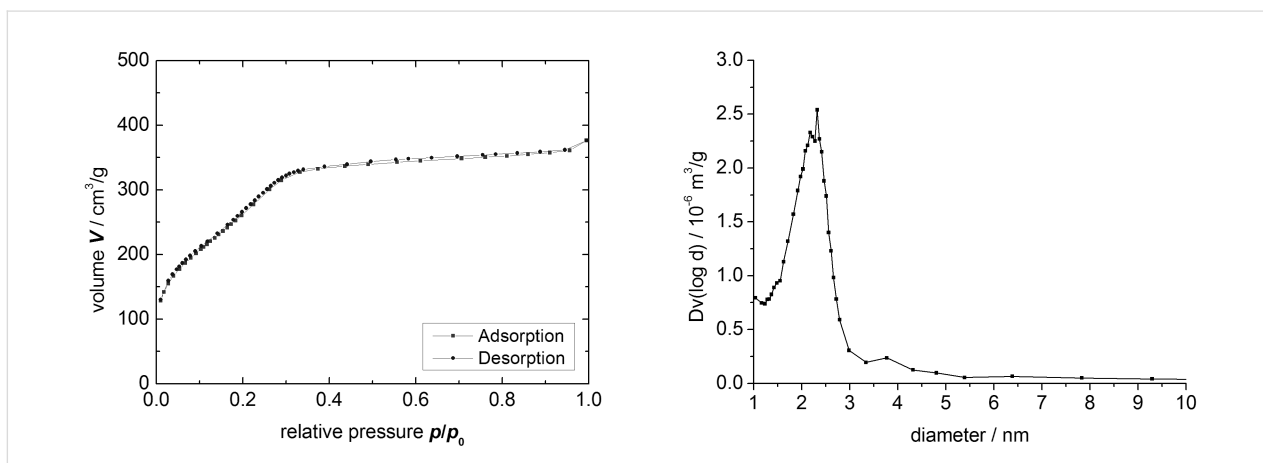 500
400
300
200
100
0
volume V / cm³/g
0.0 0.2 0.4 0.6 0.8 1.0
relative pressure p/p₀
Adsorption
Desorption
3.0
2.5
2.0
1.5
1.0
0.5
0.0
Dv(log d) / 10⁻⁶ m³/g
1 2 3 4 5 6 7 8 9 10
diameter / nm